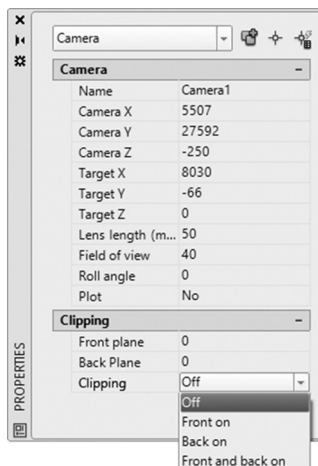 Camera
Camera
Name Camera1
Camera X 5507
Camera Y 27592
Camera Z -250
Target X 8030
Target Y -66
Target Z 0
Lens length (m... 50
Field of view 40
Roll angle 0
Plot No
Clipping
Front plane 0
Back Plane 0
Clipping Off
Off
Front on
Back on
Front and back on
PROPERTIES